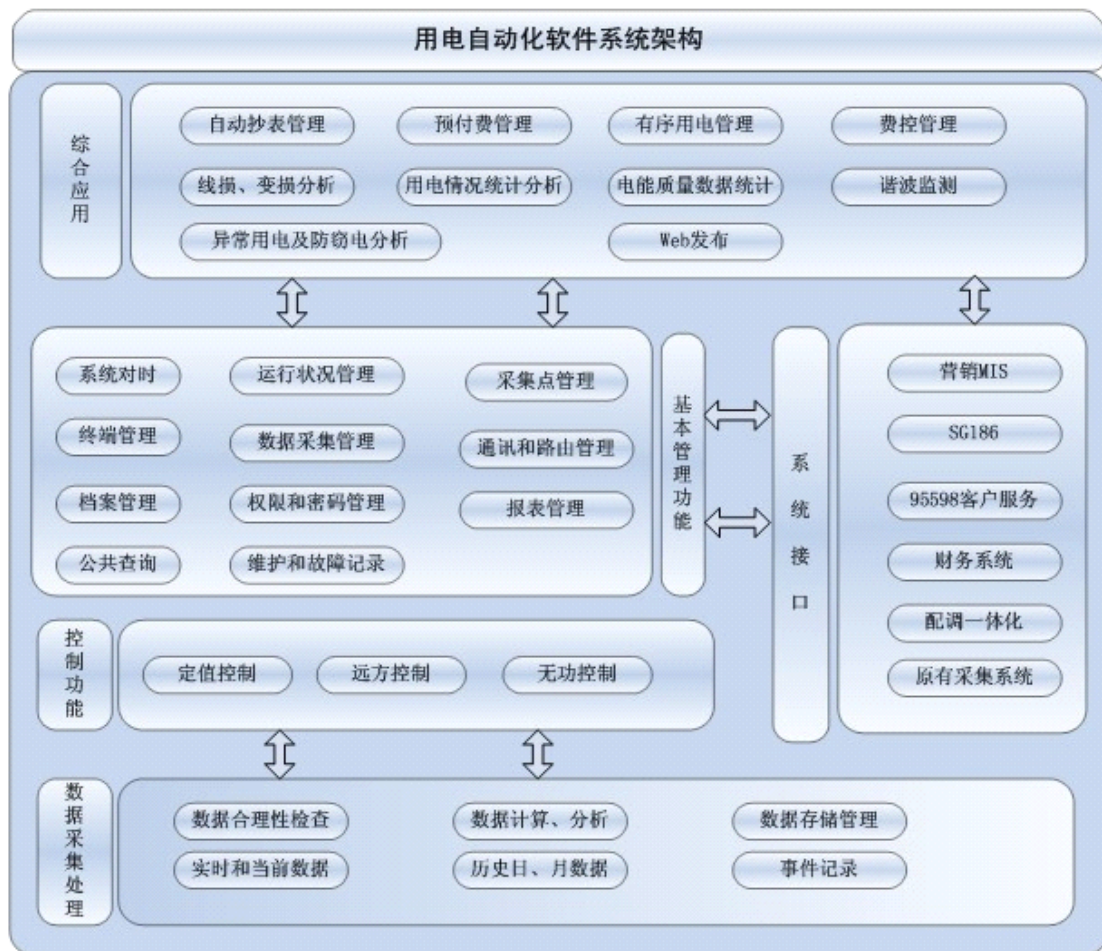 用电自动化软件系统架构
综合应用
自动抄表管理
预付费管理
有序用电管理
费控管理
线损、变损分析
用电情况统计分析
电能质量数据统计
谐波监测
异常用电及防窃电分析
Web发布
系统对时
运行状况管理
采集点管理
终端管理
数据采集管理
通讯和路由管理
档案管理
权限和密码管理
报表管理
公共查询
维护和故障记录
基本管理功能
系统接口
营销MIS
SG186
95598客户服务
财务系统
配调一体化
原有采集系统
控制功能
定值控制
远方控制
无功控制
数据采集处理
数据合理性检查
数据计算、分析
数据存储管理
实时和当前数据
历史日、月数据
事件记录